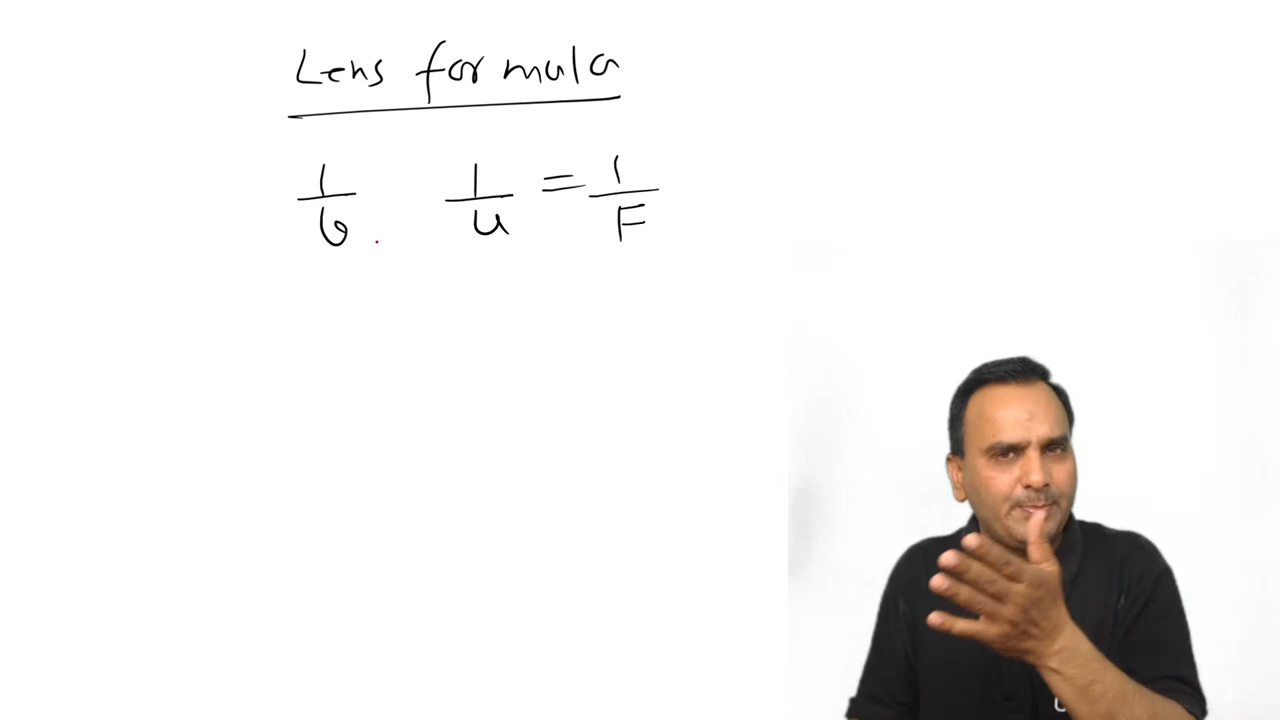 Lens formula
1/v 1/u = 1/F